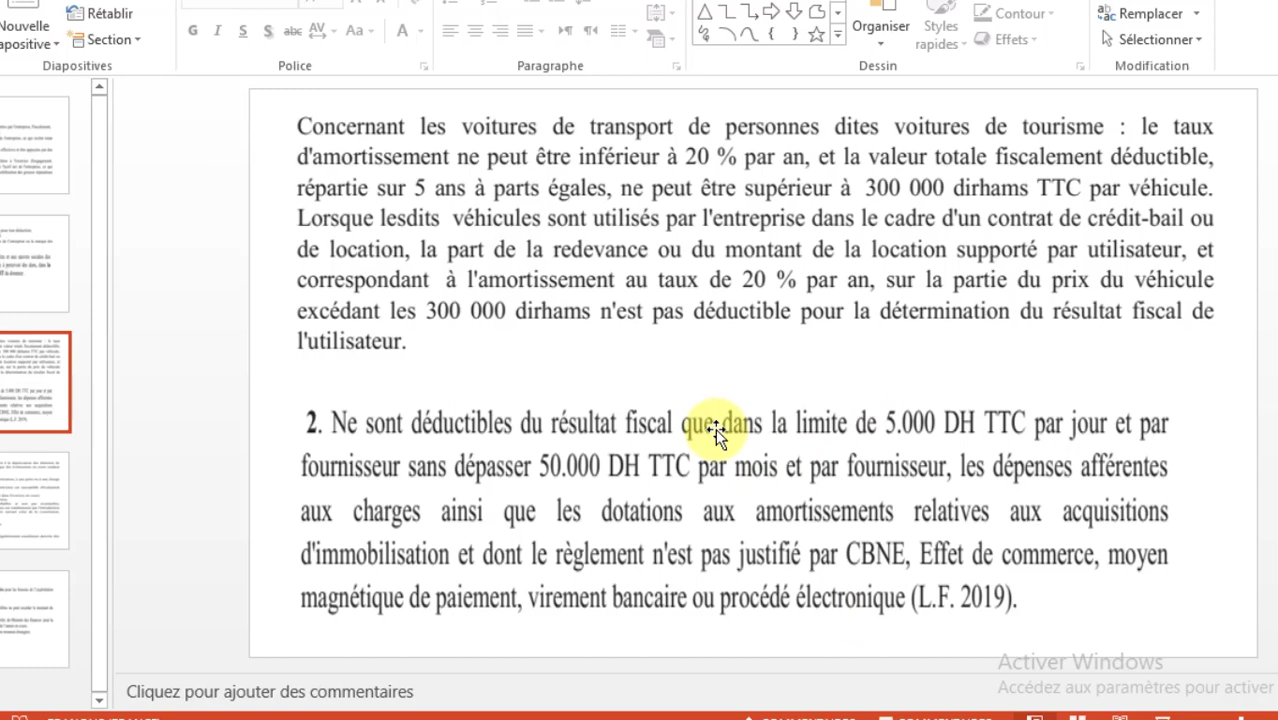 Nouvelle
apositive
Rétablir
Section
Diapositives
G I S S abc AV Aa A
Police
Paragraphe
Organiser
Styles
rapides
Contour
Effets
Dessin
Remplacer
Sélectionner
Modification
Concernant les voitures de transport de personnes dites voitures de tourisme : le taux
d'amortissement ne peut être inférieur à 20 % par an, et la valeur totale fiscalement déductible,
répartie sur 5 ans à parts égales, ne peut être supérieur à 300 000 dirhams TTC par véhicule.
Lorsque lesdits véhicules sont utilisés par l'entreprise dans le cadre d'un contrat de crédit-bail ou
de location, la part de la redevance ou du montant de la location supporté par utilisateur, et
correspondant à l'amortissement au taux de 20 % par an, sur la partie du prix du véhicule
excédant les 300 000 dirhams n'est pas déductible pour la détermination du résultat fiscal de
l'utilisateur.
2. Ne sont déductibles du résultat fiscal que dans la limite de 5.000 DH TTC par jour et par
fournisseur sans dépasser 50.000 DH TTC par mois et par fournisseur, les dépenses afférentes
aux charges ainsi que les dotations aux amortissements relatives aux acquisitions
d'immobilisation et dont le règlement n'est pas justifié par CBNE, Effet de commerce, moyen
magnétique de paiement, virement bancaire ou procédé électronique (L.F. 2019).
Activer Windows
Accédez aux paramètres pour activer
Cliquez pour ajouter des commentaires